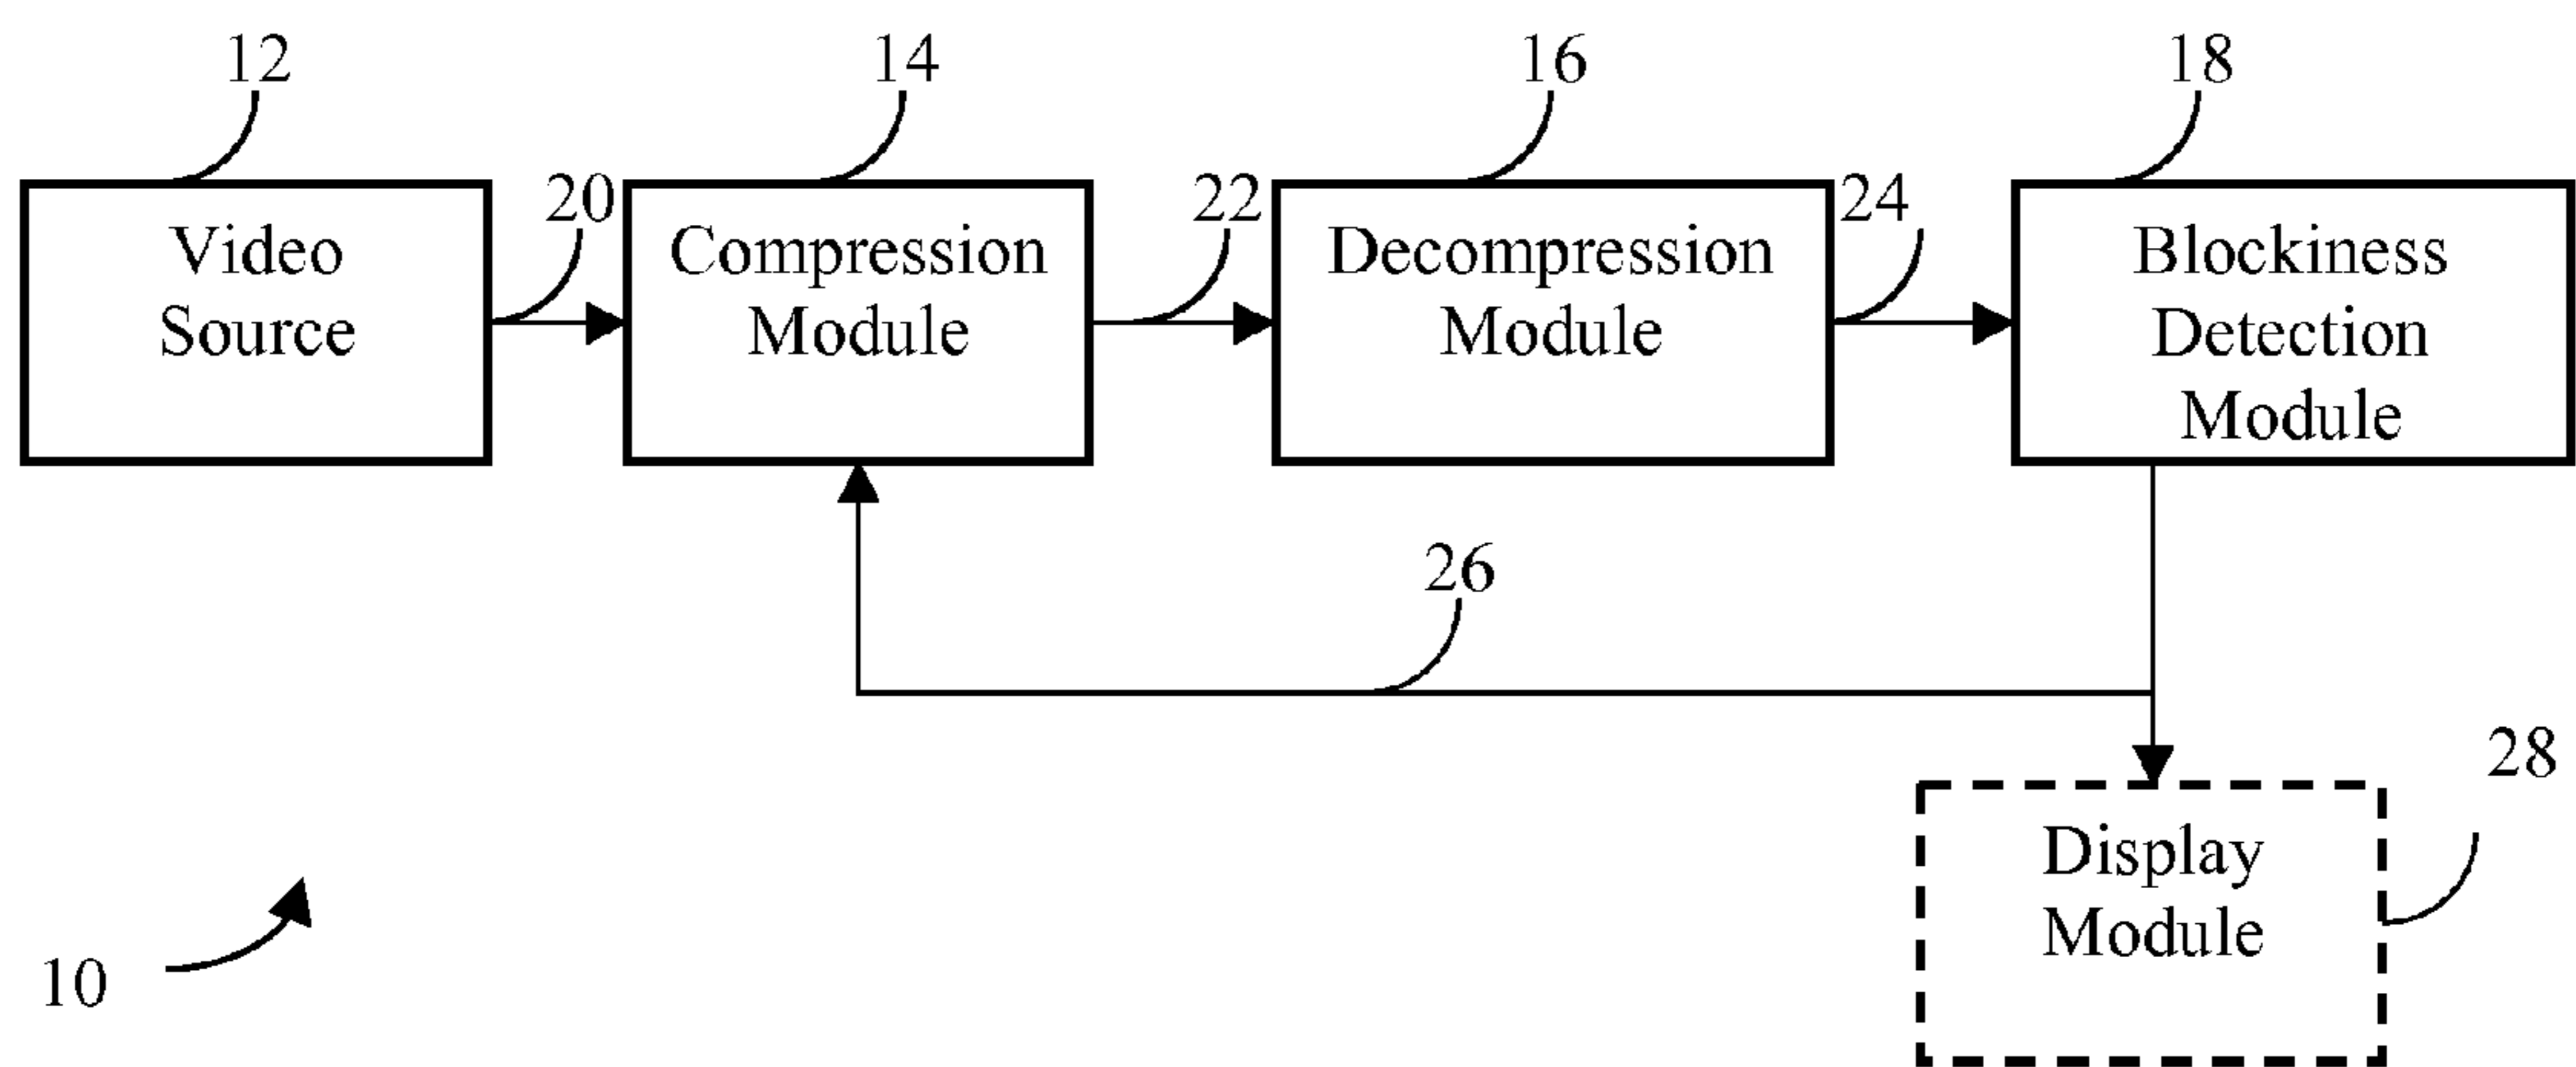 12
14
16
18
20
22
24
Video
Source
Compression
Module
Decompression
Module
Blockiness
Detection
Module
26
28
Display
Module
10